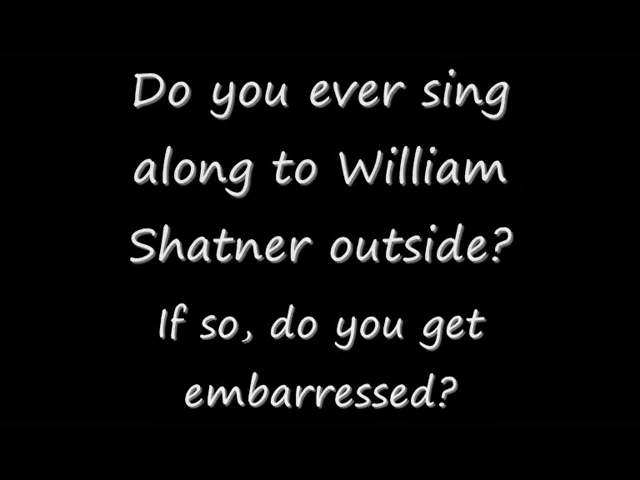 Do you ever sing
along to William
Shatner outside?
If so, do you get
embarressed?